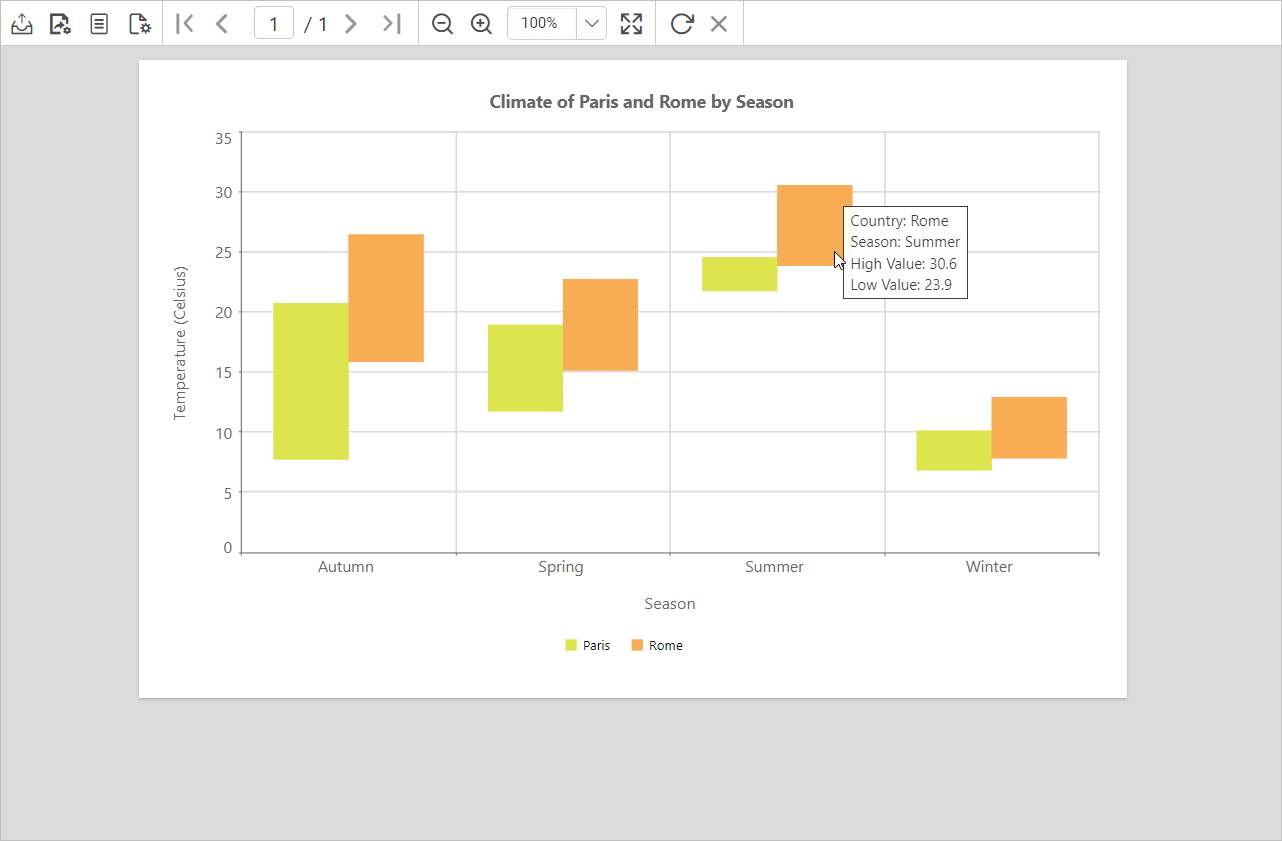 1 / 1 100%
Climate of Paris and Rome by Season
35
30
25
20
15
10
5
0
Temperature (Celsius)
Country: Rome
Season: Summer
High Value: 30.6
Low Value: 23.9
Autumn Spring Summer Winter
Season
Paris Rome